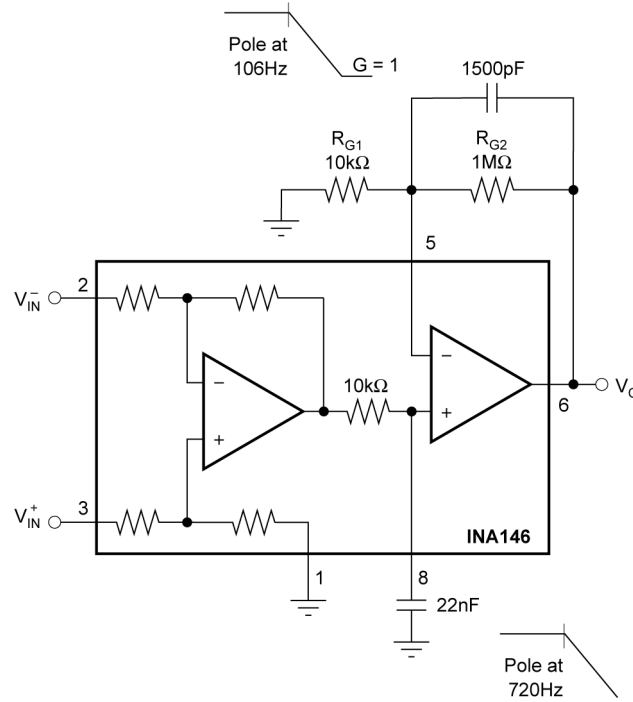 Pole at
106Hz
G = 1
1500pF
RG1
10kΩ
RG2
1MΩ
5
V−IN
2
−
+
10kΩ
−
+
6
VO
V+IN
3
INA146
1
8
22nF
Pole at
720Hz